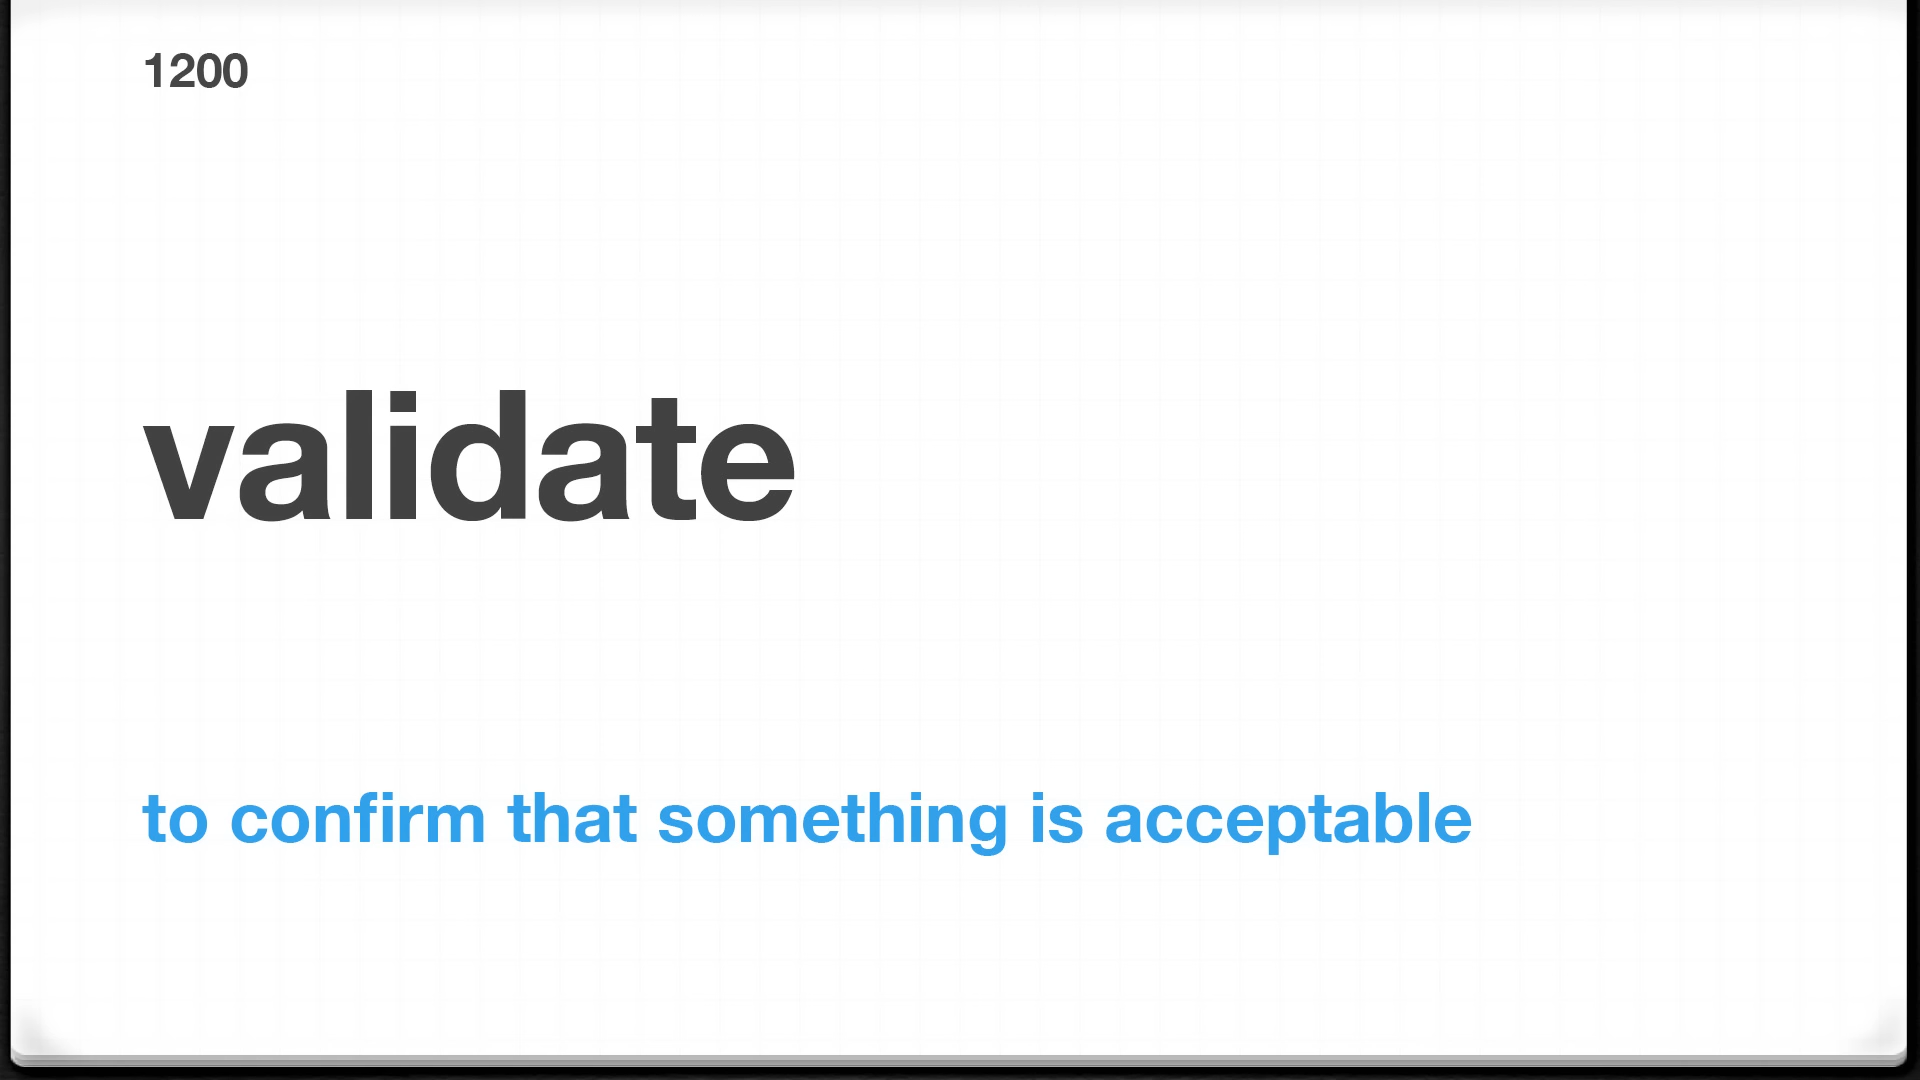 1200
validate
to confirm that something is acceptable